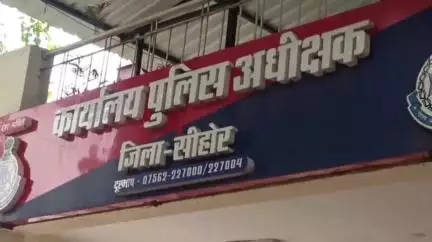 कार्यालय पुलिस अधीक्षक
जिला-सीहोर
दूरभाष - 07562-227000/227004